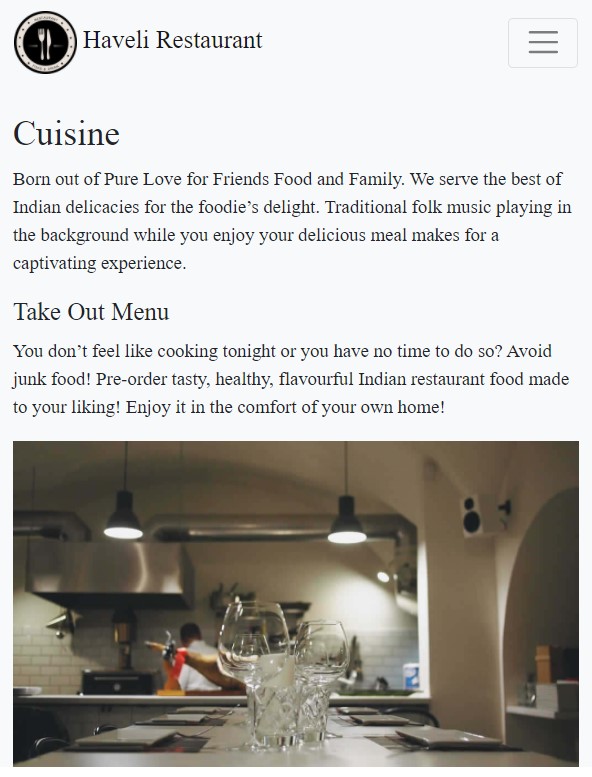 Haveli Restaurant
Cuisine
Born out of Pure Love for Friends Food and Family. We serve the best of
Indian delicacies for the foodie’s delight. Traditional folk music playing in
the background while you enjoy your delicious meal makes for a
captivating experience.
Take Out Menu
You don’t feel like cooking tonight or you have no time to do so? Avoid
junk food! Pre-order tasty, healthy, flavourful Indian restaurant food made
to your liking! Enjoy it in the comfort of your own home!